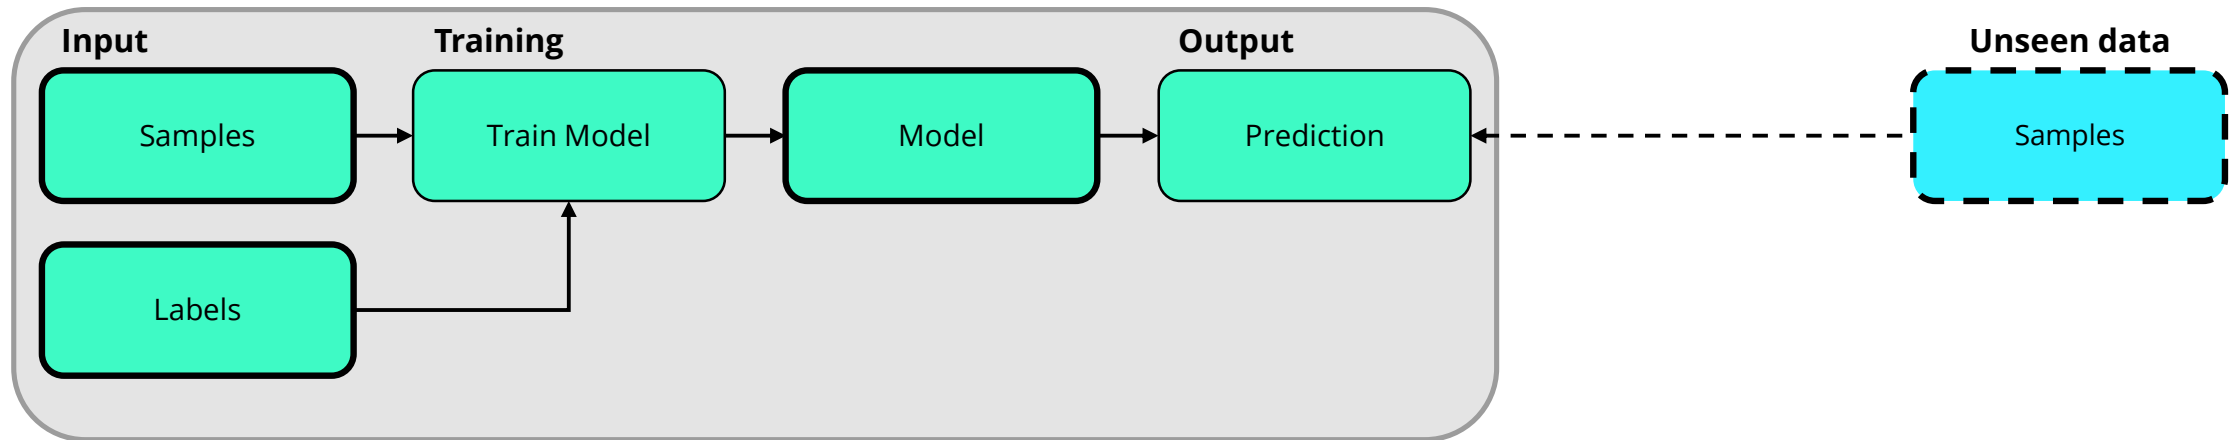 Input
Training
Output
Unseen data
Samples
Train Model
Model
Prediction
Samples
Labels